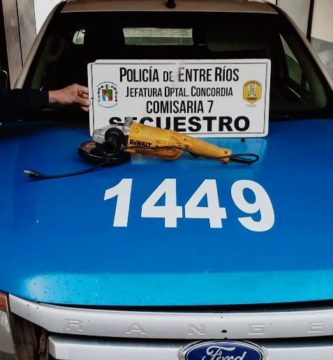 POLICÍA DE ENTRE RÍOS
JEFATURA DPTAL. CONCORDIA
COMISARIA 7
SECUESTRO
DEWALT
1449
RANGER
Ford